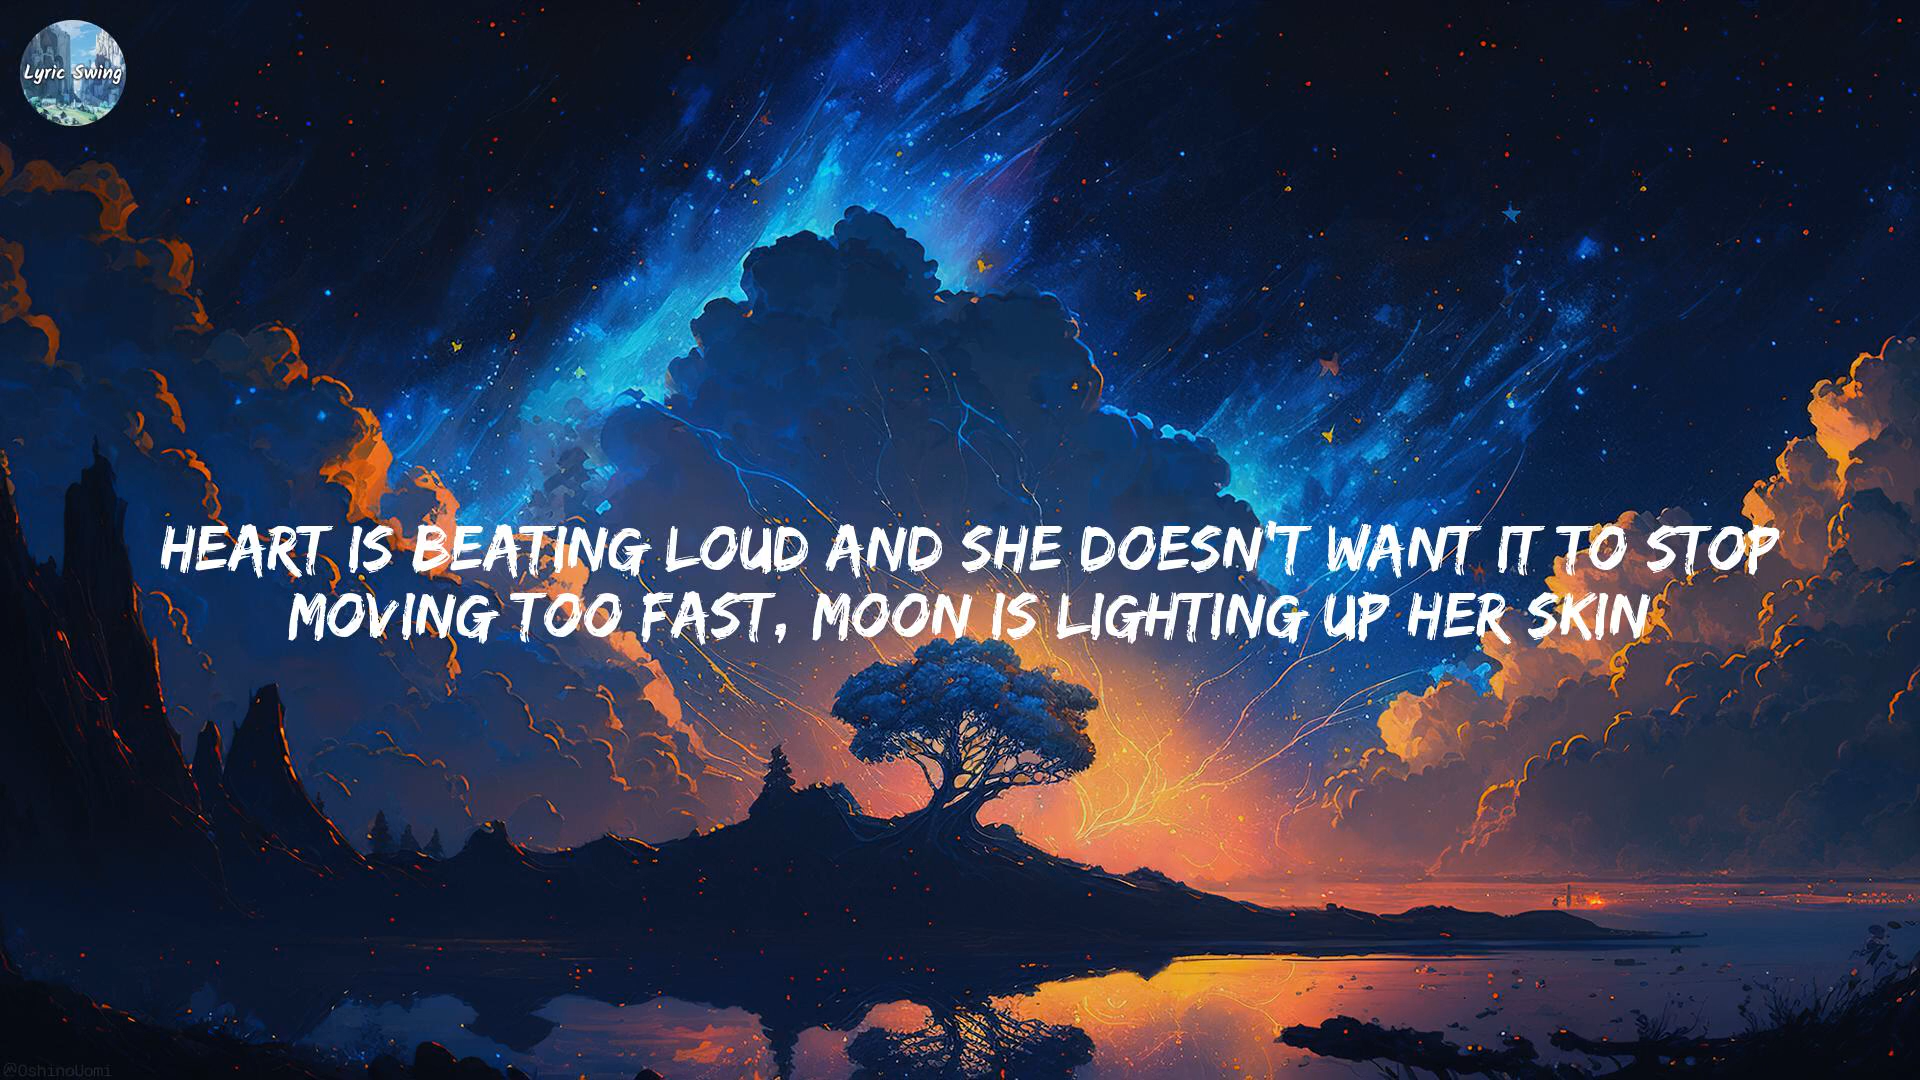 Lyric Swing
HEART IS BEATING LOUD AND SHE DOESN'T WANT IT TO STOP
MOVING TOO FAST, MOON IS LIGHTING UP HER SKIN
@OshinoUomi